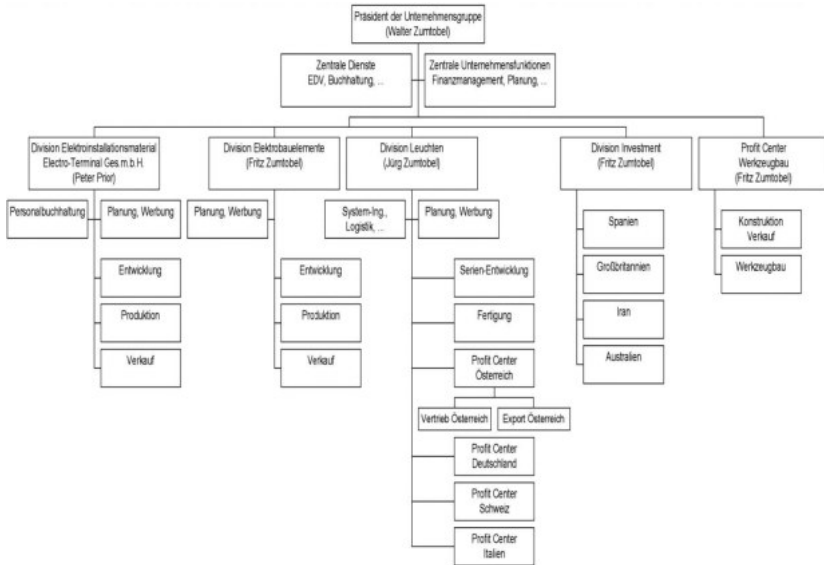 Präsident der Unternehmensgruppe
(Walter Zumtobel)
Zentrale Dienste
EDV, Buchhaltung, ...
Zentrale Unternehmensfunktionen
Finanzmanagement, Planung, ...
Division Elektroinstallationsmaterial
Electro-Terminal Ges.m.b.H.
(Peter Prior)
Division Elektrobauelemente
(Fritz Zumtobel)
Division Leuchten
(Jürg Zumtobel)
Division Investment
(Fritz Zumtobel)
Profit Center
Werkzeugbau
(Fritz Zumtobel)
Personalbuchhaltung
Planung, Werbung
Entwicklung
Produktion
Verkauf
Planung, Werbung
Entwicklung
Produktion
Verkauf
System-Ing.,
Logistik, ...
Planung, Werbung
Serien-Entwicklung
Fertigung
Profit Center
Österreich
Vertrieb Österreich
Export Österreich
Profit Center
Deutschland
Profit Center
Schweiz
Profit Center
Italien
Spanien
Großbritannien
Iran
Australien
Konstruktion
Verkauf
Werkzeugbau